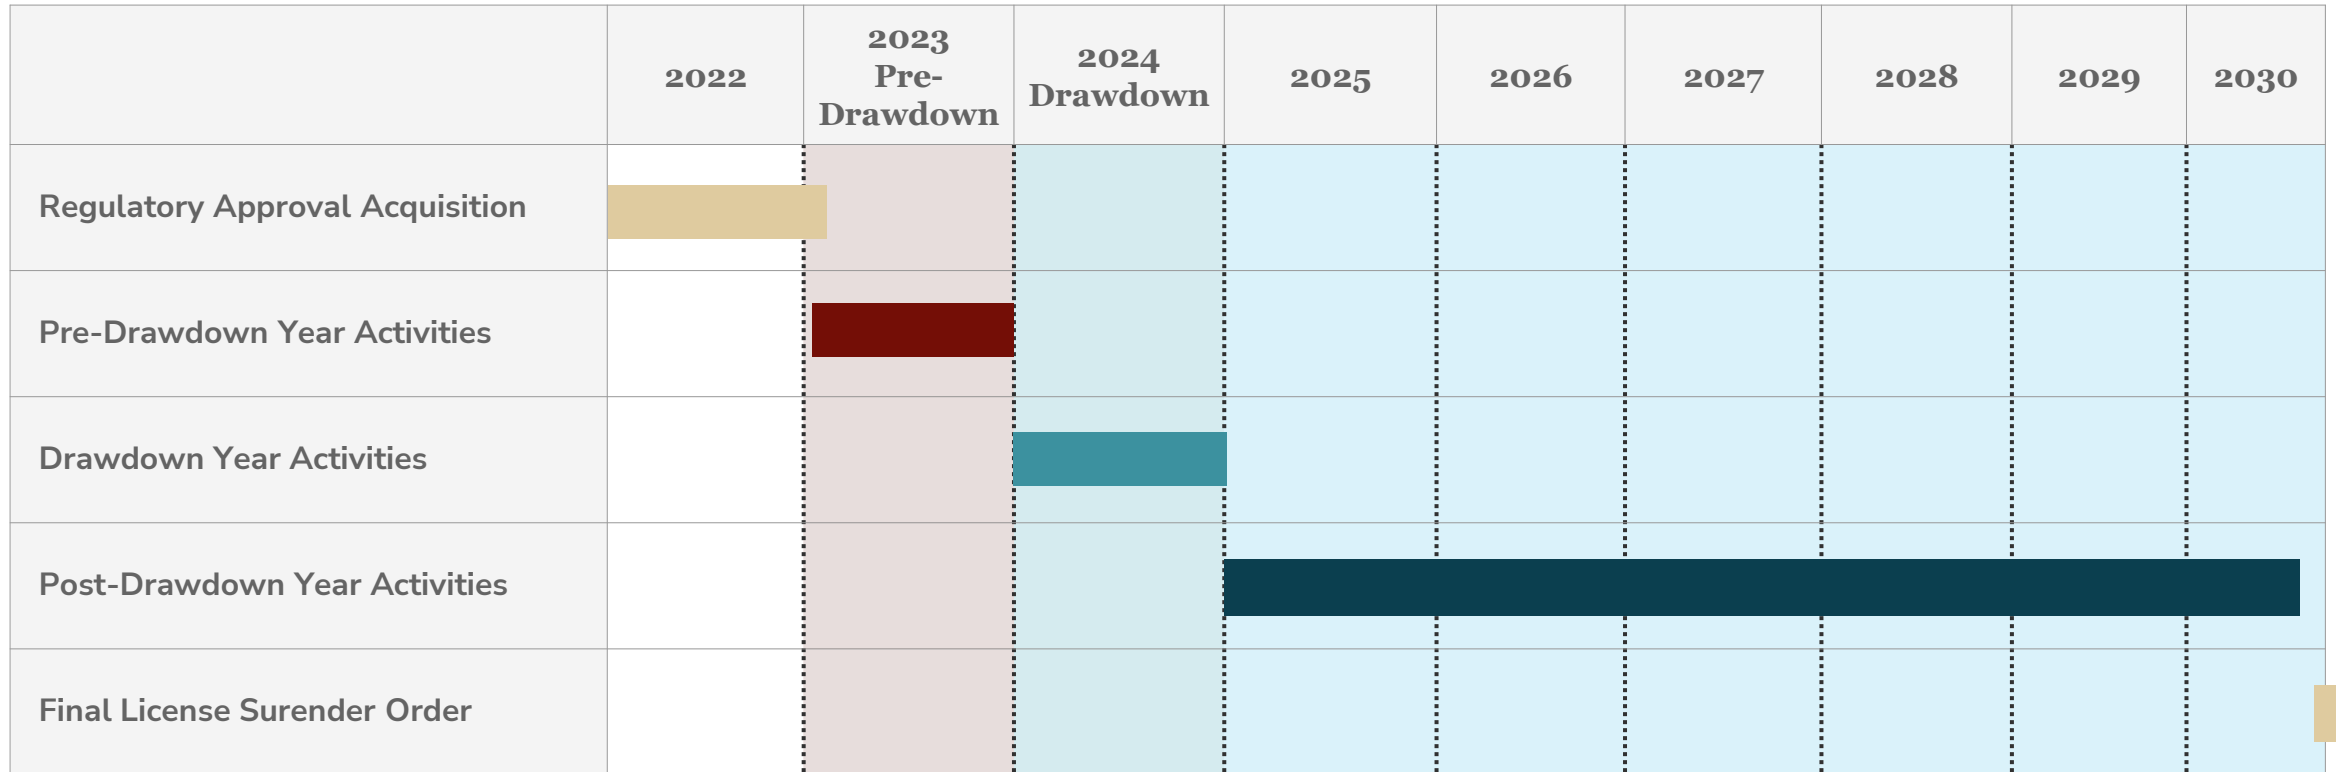 2022
2023
Pre-
Drawdown
2024
Drawdown
2025
2026
2027
2028
2029
2030
Regulatory Approval Acquisition
Pre-Drawdown Year Activities
Drawdown Year Activities
Post-Drawdown Year Activities
Final License Surender Order